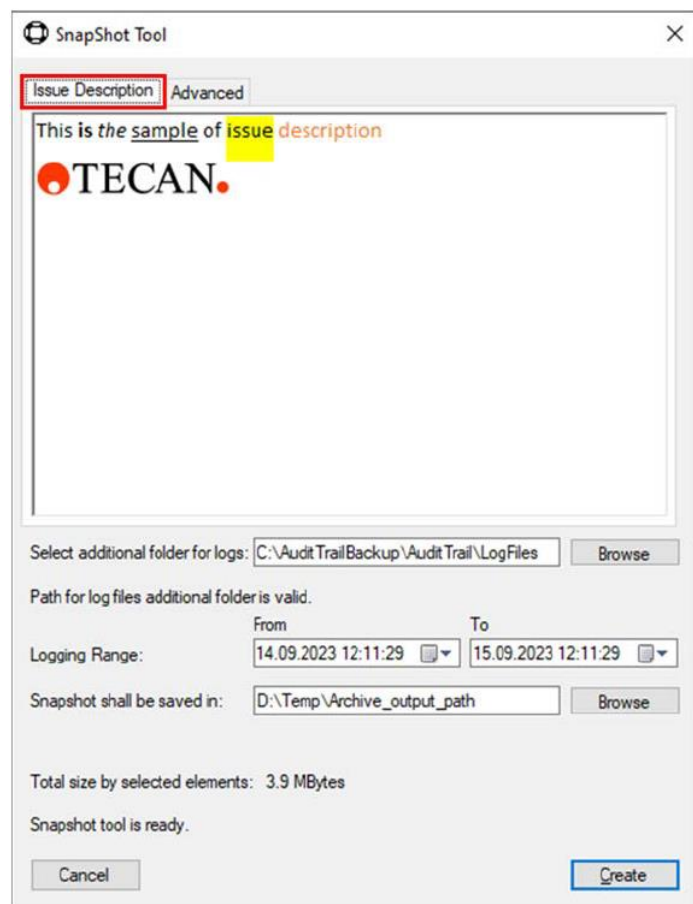 SnapShot Tool
Issue Description Advanced
This is the sample of issue description
TECAN.
Select additional folder for logs: C:\AuditTrailBackup\AuditTrail\LogFiles Browse
Path for log files additional folder is valid.
From To
Logging Range: 14.09.2023 12:11:29 15.09.2023 12:11:29
Snapshot shall be saved in: D:\Temp\Archive_output_path Browse
Total size by selected elements: 3.9 MBytes
Snapshot tool is ready.
Cancel Create